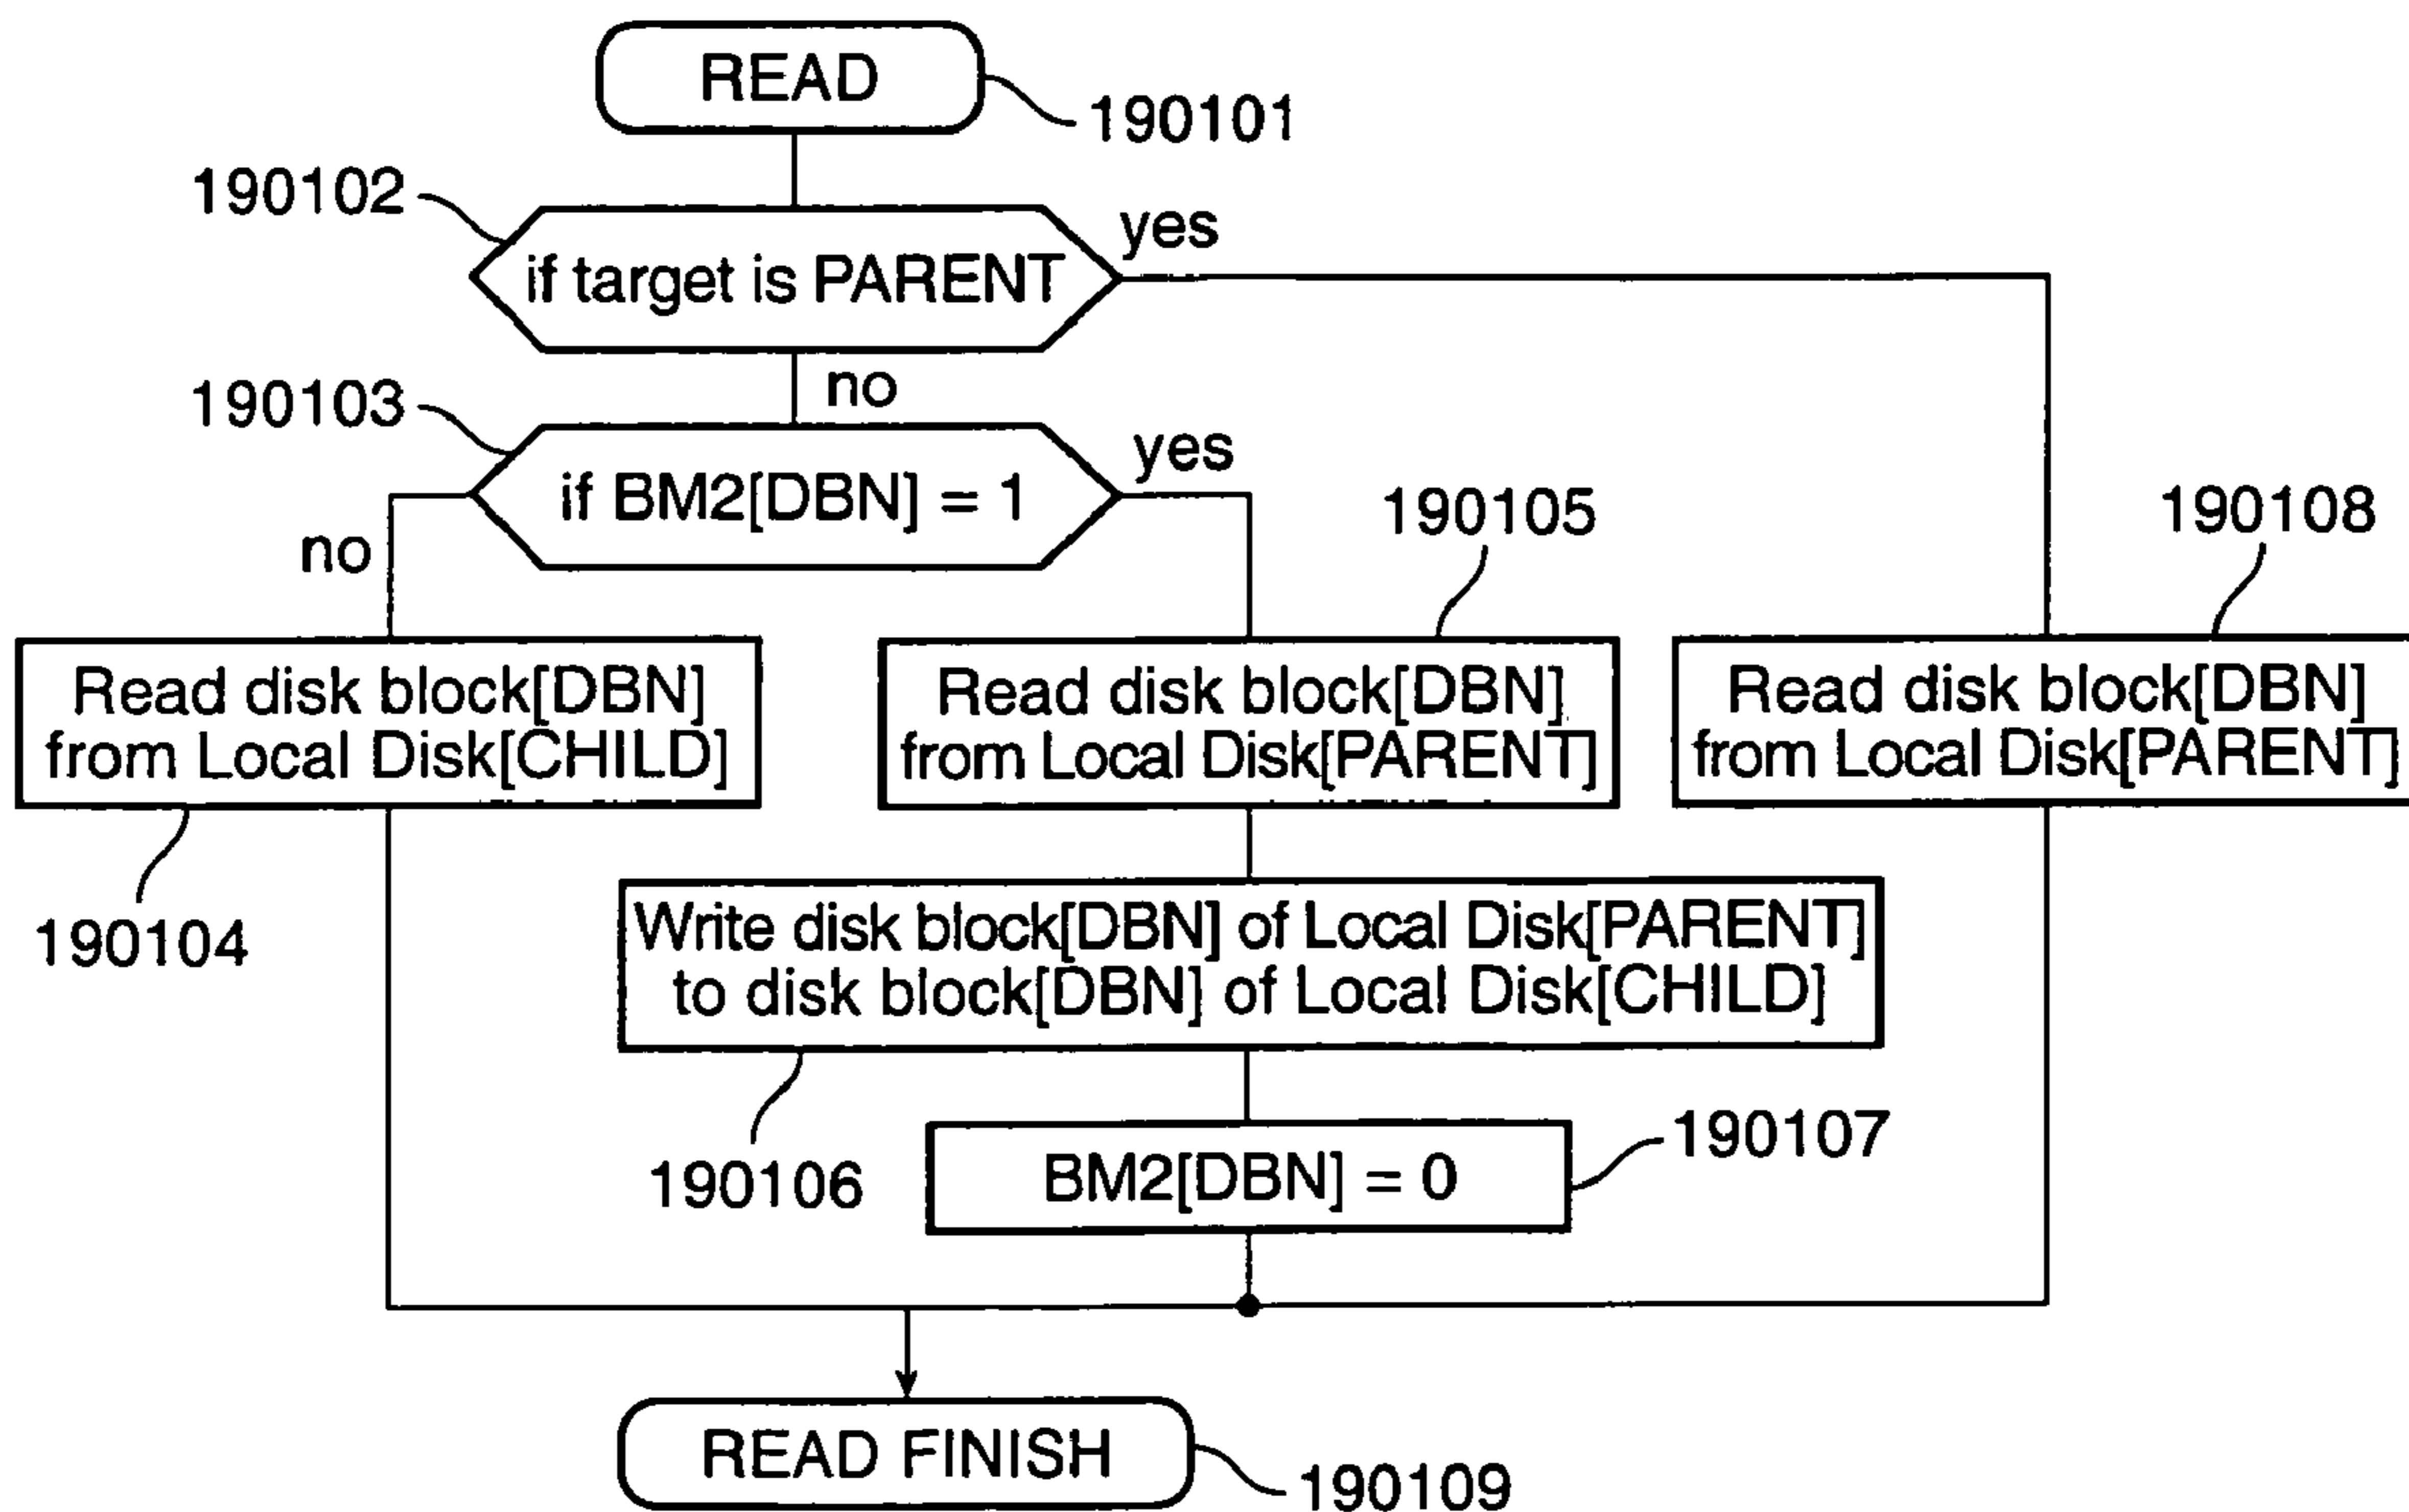 READ
190101
190102
if target is PARENT
yes
no
190103
if BM2[DBN] = 1
yes
no
190105
190108
Read disk block[DBN]
from Local Disk[CHILD]
Read disk block[DBN]
from Local Disk[PARENT]
Read disk block[DBN]
from Local Disk[PARENT]
190104
Write disk block[DBN] of Local Disk[PARENT]
to disk block[DBN] of Local Disk[CHILD]
190106
BM2[DBN] = 0
190107
READ FINISH
190109